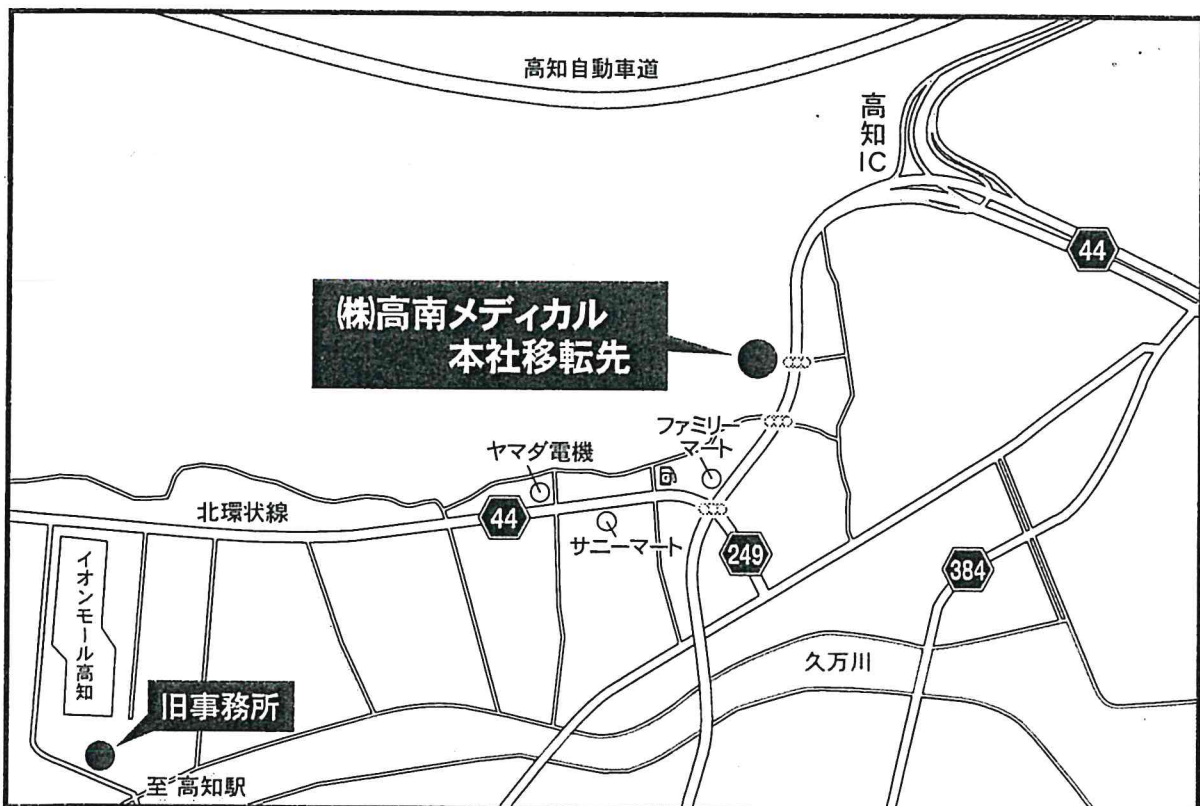 高知自動車道
高知IC
44
㈱高南メディカル
本社移転先
ファミリー
マート
ヤマダ電機
北環状線
44
サニーマート
249
384
イオンモール高知
久万川
旧事務所
至 高知駅